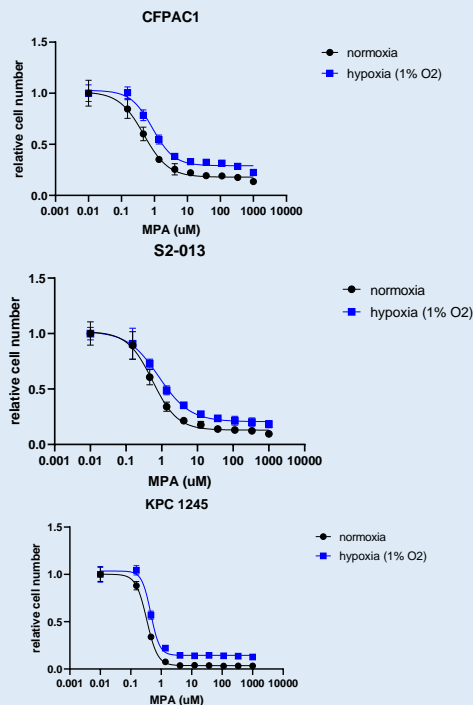 CFPAC1
1.5
normoxia
hypoxia (1% O2)
1.0
relative cell number
0.5
0.0
0.001 0.01 0.1 1 10 100 1000 10000
MPA (uM)
S2-013
1.5
normoxia
hypoxia (1% O2)
1.0
relative cell number
0.5
0.0
0.001 0.01 0.1 1 10 100 1000 10000
MPA (uM)
KPC 1245
1.5
normoxia
hypoxia (1% O2)
1.0
relative cell number
0.5
0.0
0.001 0.01 0.1 1 10 100 1000 10000
MPA (uM)